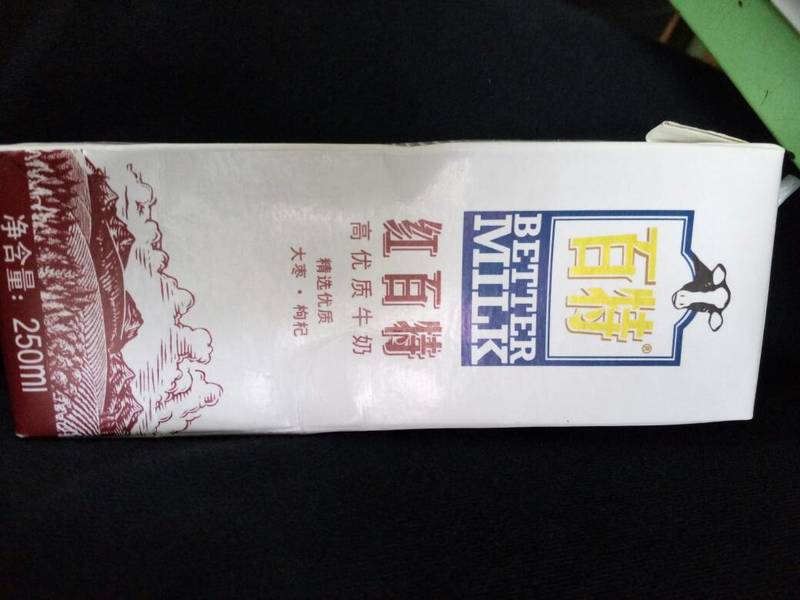 百特®
BETTER
MILK
红百特
高优质牛奶
精选优质
大枣·枸杞
净含量：250ml